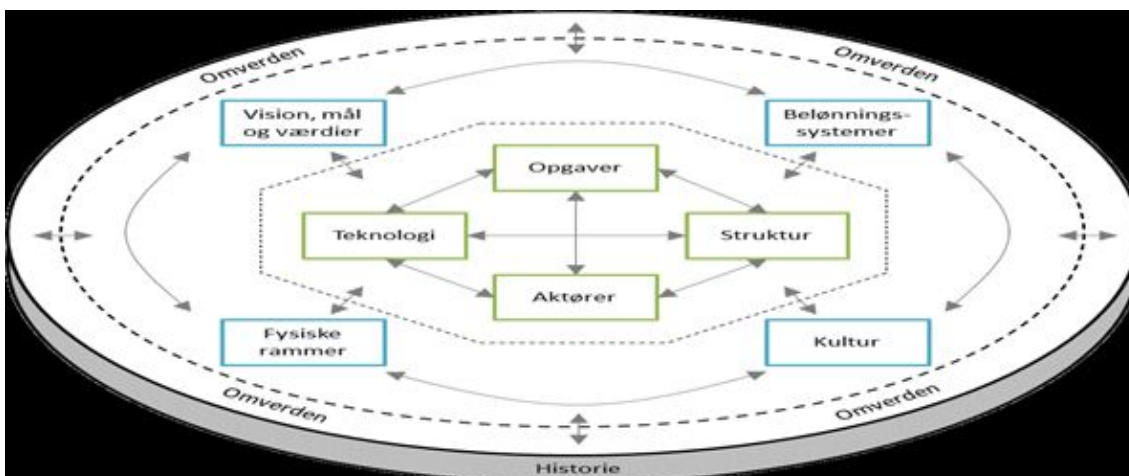 Omverden
Omverden
Vision, mål
og værdier
Belønnings-
systemer
Opgaver
Teknologi
Struktur
Aktører
Fysiske
rammer
Kultur
Omverden
Omverden
Historie